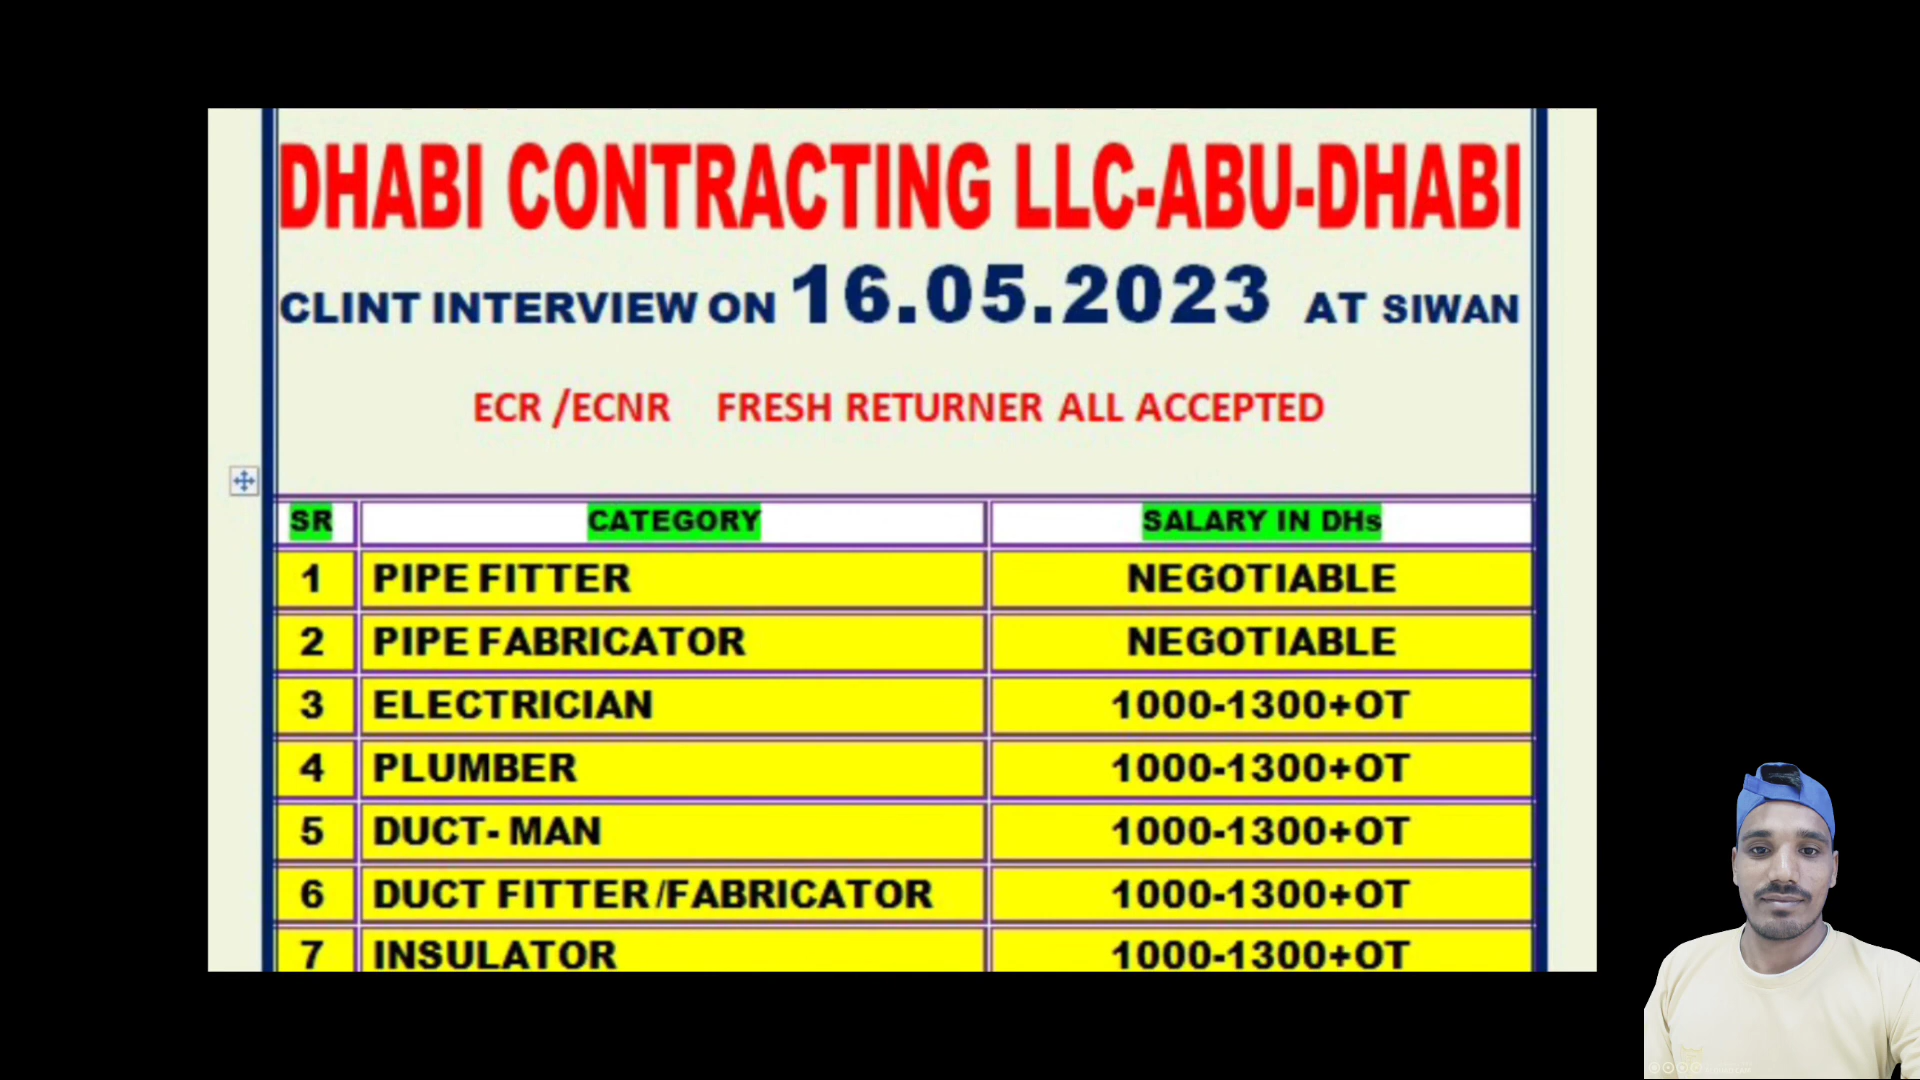 DHABI CONTRACTING LLC-ABU-DHABI
CLINT INTERVIEW ON 16.05.2023 AT SIWAN
ECR /ECNR FRESH RETURNER ALL ACCEPTED
SR CATEGORY SALARY IN DHs
1 PIPE FITTER NEGOTIABLE
2 PIPE FABRICATOR NEGOTIABLE
3 ELECTRICIAN 1000-1300+OT
4 PLUMBER 1000-1300+OT
5 DUCT- MAN 1000-1300+OT
6 DUCT FITTER/FABRICATOR 1000-1300+OT
7 INSULATOR 1000-1300+OT